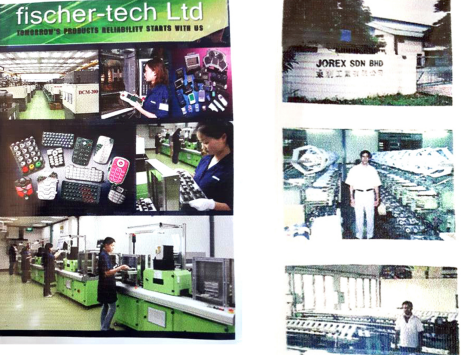 fischer-tech Ltd
TOMORROW'S PRODUCTS RELIABILITY STARTS WITH US
JOREX SDN BHD